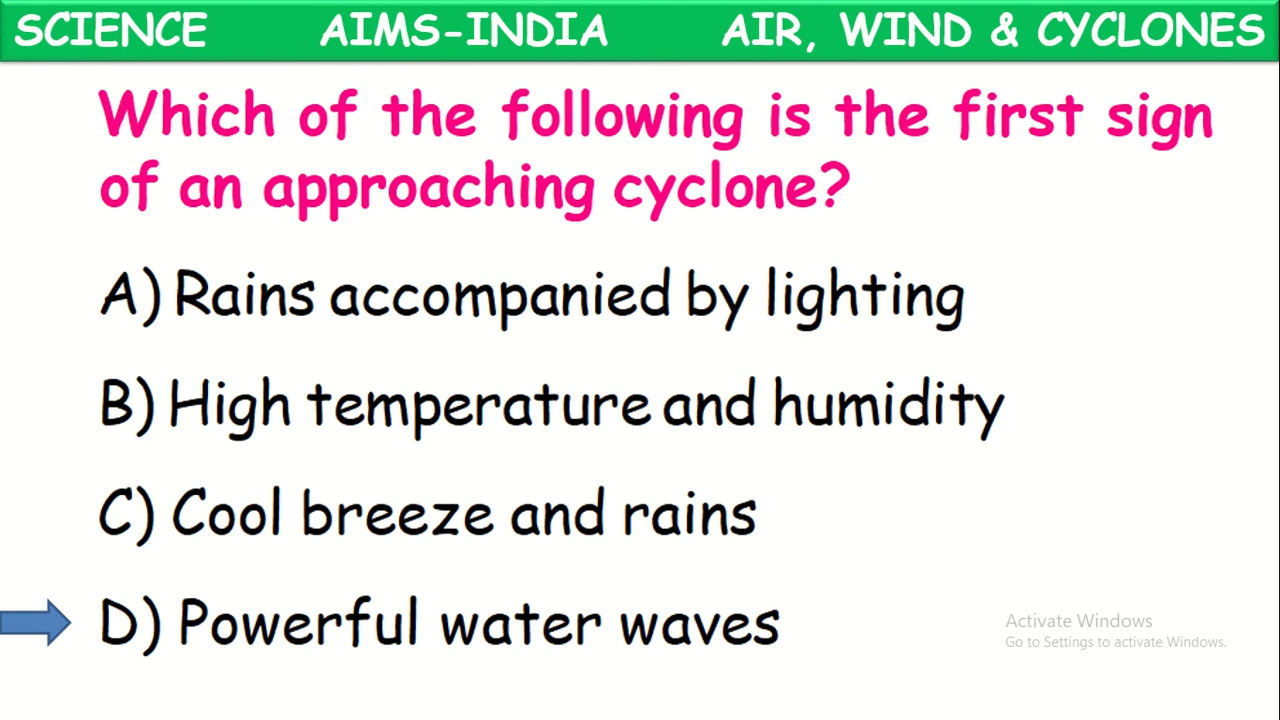 SCIENCE AIMS-INDIA AIR, WIND & CYCLONES
Which of the following is the first sign
of an approaching cyclone?
A) Rains accompanied by lighting
B) High temperature and humidity
C) Cool breeze and rains
D) Powerful water waves
Activate Windows
Go to Settings to activate Windows.